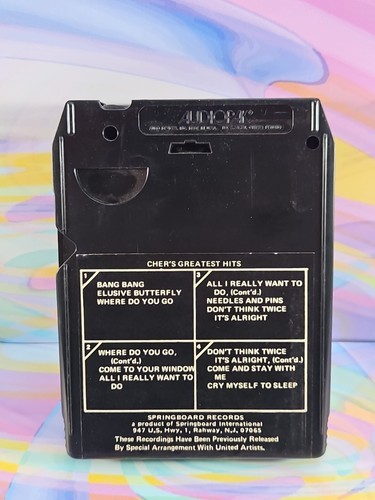 AUDIOPAK
CHER'S GREATEST HITS
1
BANG BANG
ELUSIVE BUTTERFLY
WHERE DO YOU GO
3
ALL I REALLY WANT TO
DO, (Cont'd.)
NEEDLES AND PINS
DON'T THINK TWICE
IT'S ALRIGHT
2
WHERE DO YOU GO,
(Cont'd.)
COME TO YOUR WINDOW
ALL I REALLY WANT TO
DO
4
DON'T THINK TWICE
IT'S ALRIGHT, (Cont'd.)
COME AND STAY WITH
ME
CRY MYSELF TO SLEEP
SPRINGBOARD RECORDS
a product of Springboard International
947 U.S. Hwy, 1, Rahway, N.J. 07065
These Recordings Have Been Previously Released
By Special Arrangement With United Artists.